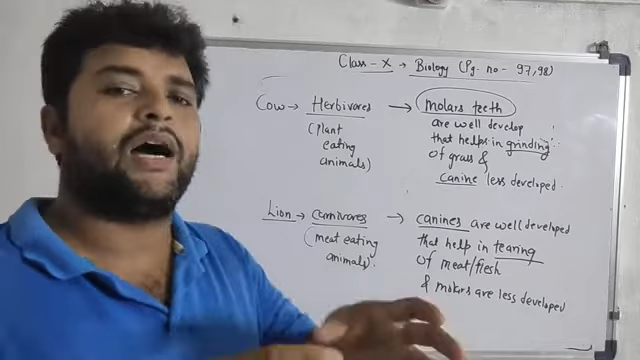 Class-X → Biology (Pg. no - 97,98)
Cow → Herbivores → molars teeth
(plant
eating
animals)
are well develop
that helps in grinding
of grass &
canine less developed.
Lion → carnivores → canines are well developed
(meat eating
animals).
that help in tearing
of meat/flesh
& molars are less developed